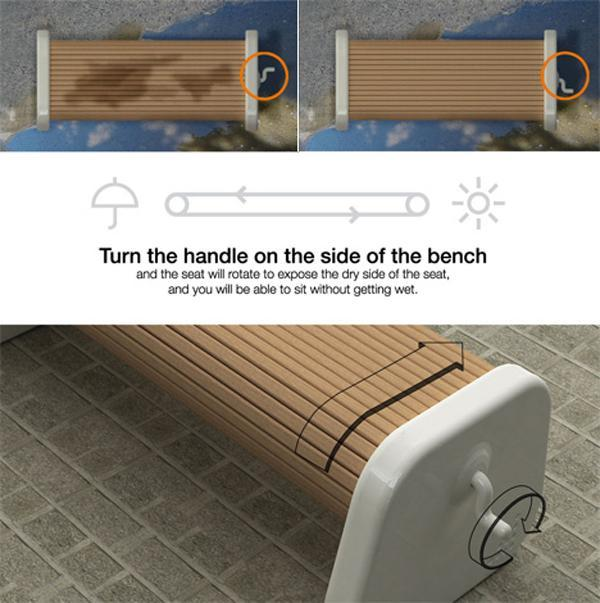 Turn the handle on the side of the bench
and the seat will rotate to expose the dry side of the seat,
and you will be able to sit without getting wet.